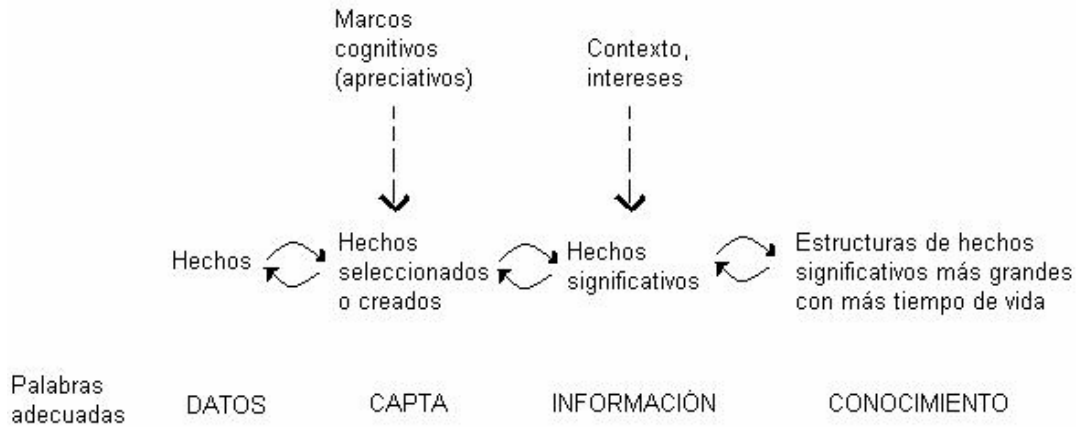 Marcos
cognitivos
(apreciativos)
Contexto,
intereses
Hechos
Hechos
seleccionados
o creados
Hechos
significativos
Estructuras de hechos
significativos más grandes
con más tiempo de vida
Palabras
adecuadas
DATOS
CAPTA
INFORMACIÓN
CONOCIMIENTO